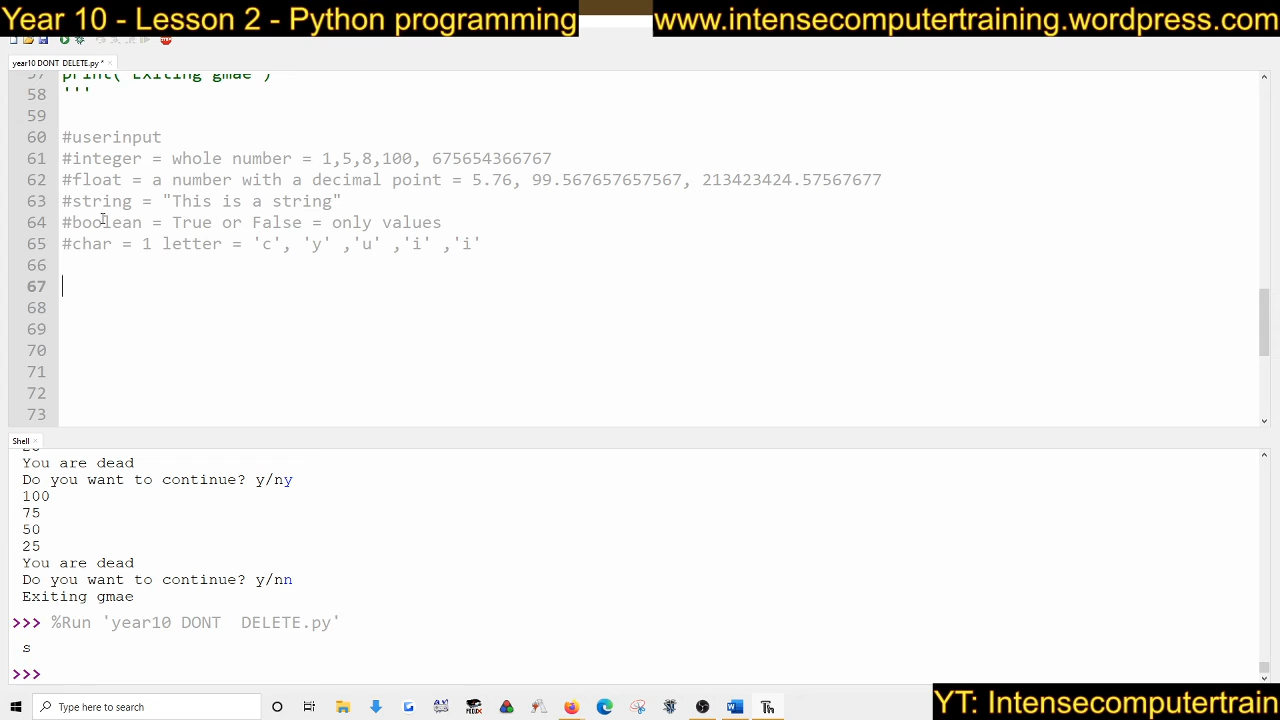 Year 10 - Lesson 2 - Python programming
www.intensecomputertraining.wordpress.com
year10 DONT DELETE.py *
57 print("Exiting gmae")
58 '''
59
60 #userinput
61 #integer = whole number = 1,5,8,100, 675654366767
62 #float = a number with a decimal point = 5.76, 99.567657657567, 213423424.57567677
63 #string = "This is a string"
64 #boolean = True or False = only values
65 #char = 1 letter = 'c', 'y' ,'u' ,'i' ,'i'
66
67
68
69
70
71
72
73
Shell
You are dead
Do you want to continue? y/ny
100
75
50
25
You are dead
Do you want to continue? y/nn
Exiting gmae
>>> %Run 'year10 DONT  DELETE.py'
s
>>>
Type here to search
YT: Intensecomputertrain